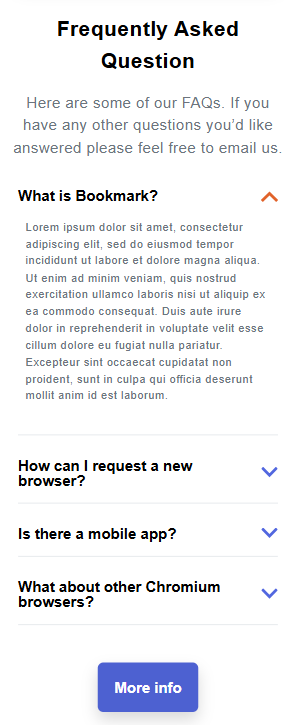 Frequently Asked
Question
Here are some of our FAQs. If you
have any other questions you’d like
answered please feel free to email us.
What is Bookmark?
Lorem ipsum dolor sit amet, consectetur
adipiscing elit, sed do eiusmod tempor
incididunt ut labore et dolore magna aliqua.
Ut enim ad minim veniam, quis nostrud
exercitation ullamco laboris nisi ut aliquip ex
ea commodo consequat. Duis aute irure
dolor in reprehenderit in voluptate velit esse
cillum dolore eu fugiat nulla pariatur.
Excepteur sint occaecat cupidatat non
proident, sunt in culpa qui officia deserunt
mollit anim id est laborum.
How can I request a new
browser?
Is there a mobile app?
What about other Chromium
browsers?
More info